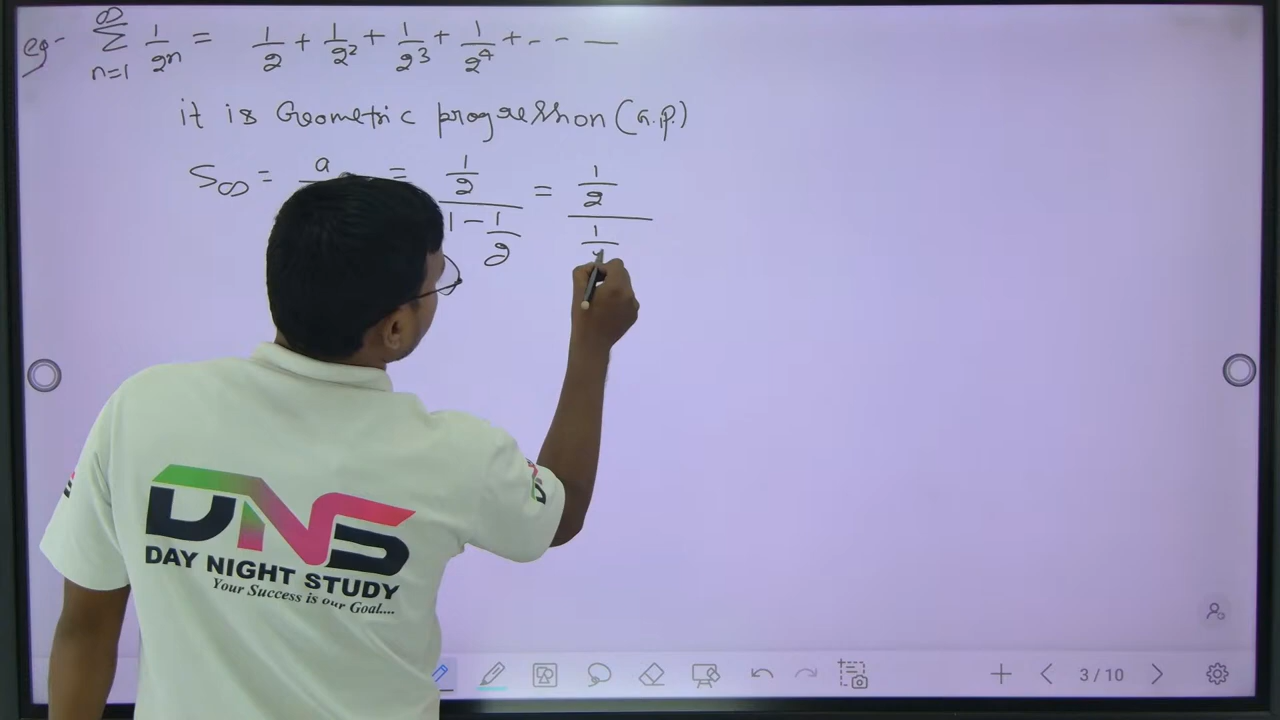 eg- ∞∑n=1 1/2ⁿ = 1/2 + 1/2² + 1/2³ + 1/2⁴ + - - —
it is Geometric progression (G.P)
S∞ = a = 1/2 / 1 - 1/2 = 1/2 / 1/
DNS
DAY NIGHT STUDY
Your Success is our Goal....
3/10